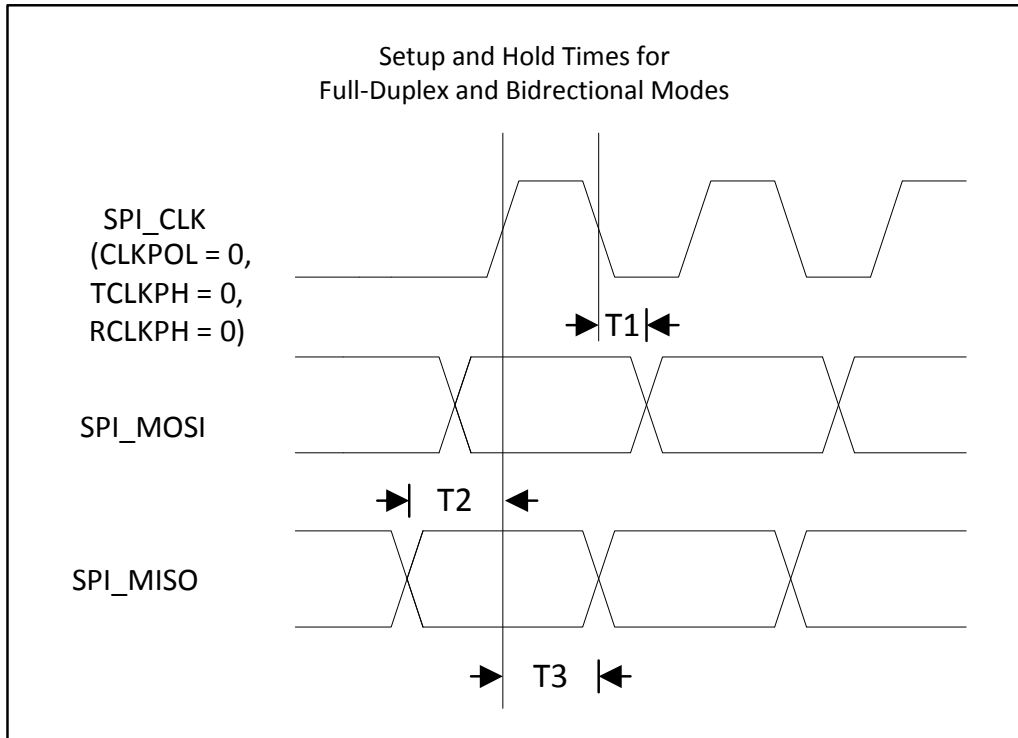 Setup and Hold Times for
Full-Duplex and Bidrectional Modes
SPI_CLK
(CLKPOL = 0,
TCLKPH = 0,
RCLKPH = 0)
T1
SPI_MOSI
T2
SPI_MISO
T3